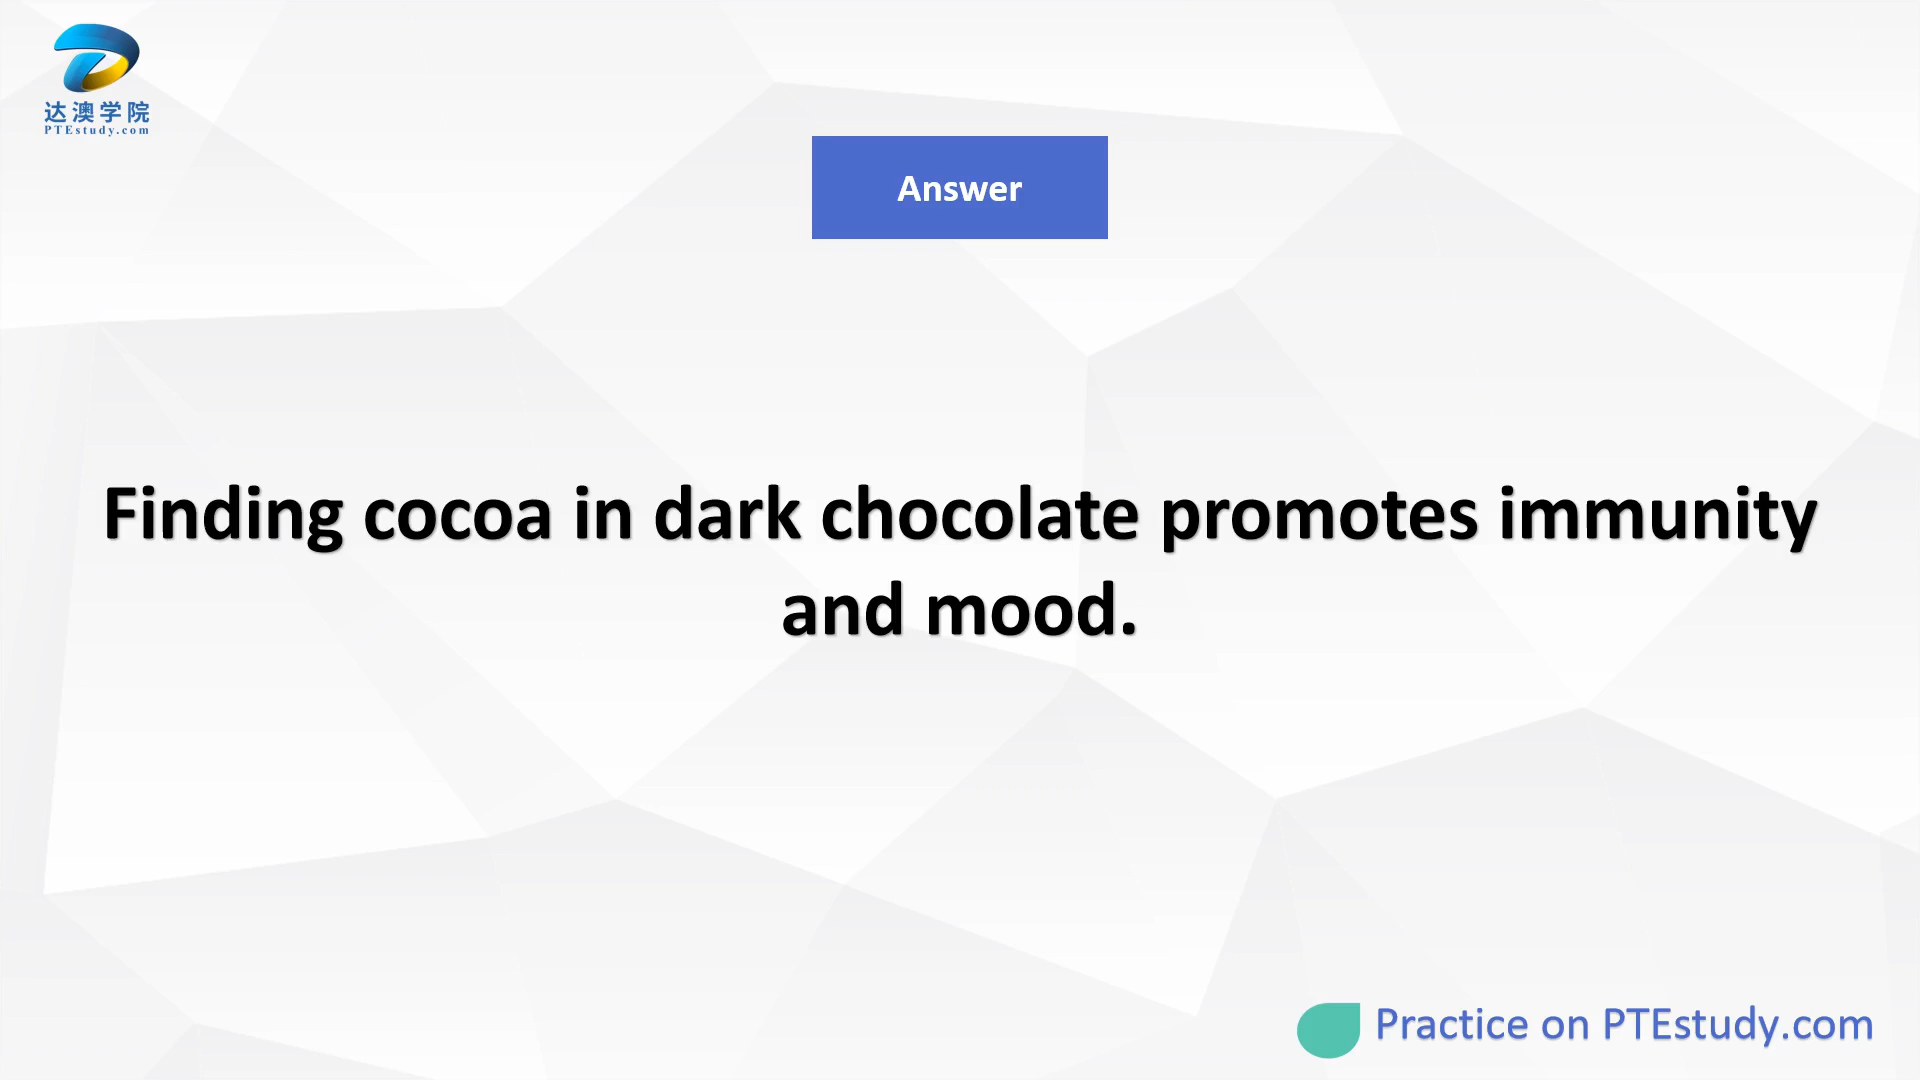 达澳学院
PTEstudy.com
Answer
Finding cocoa in dark chocolate promotes immunity
and mood.
Practice on PTEstudy.com